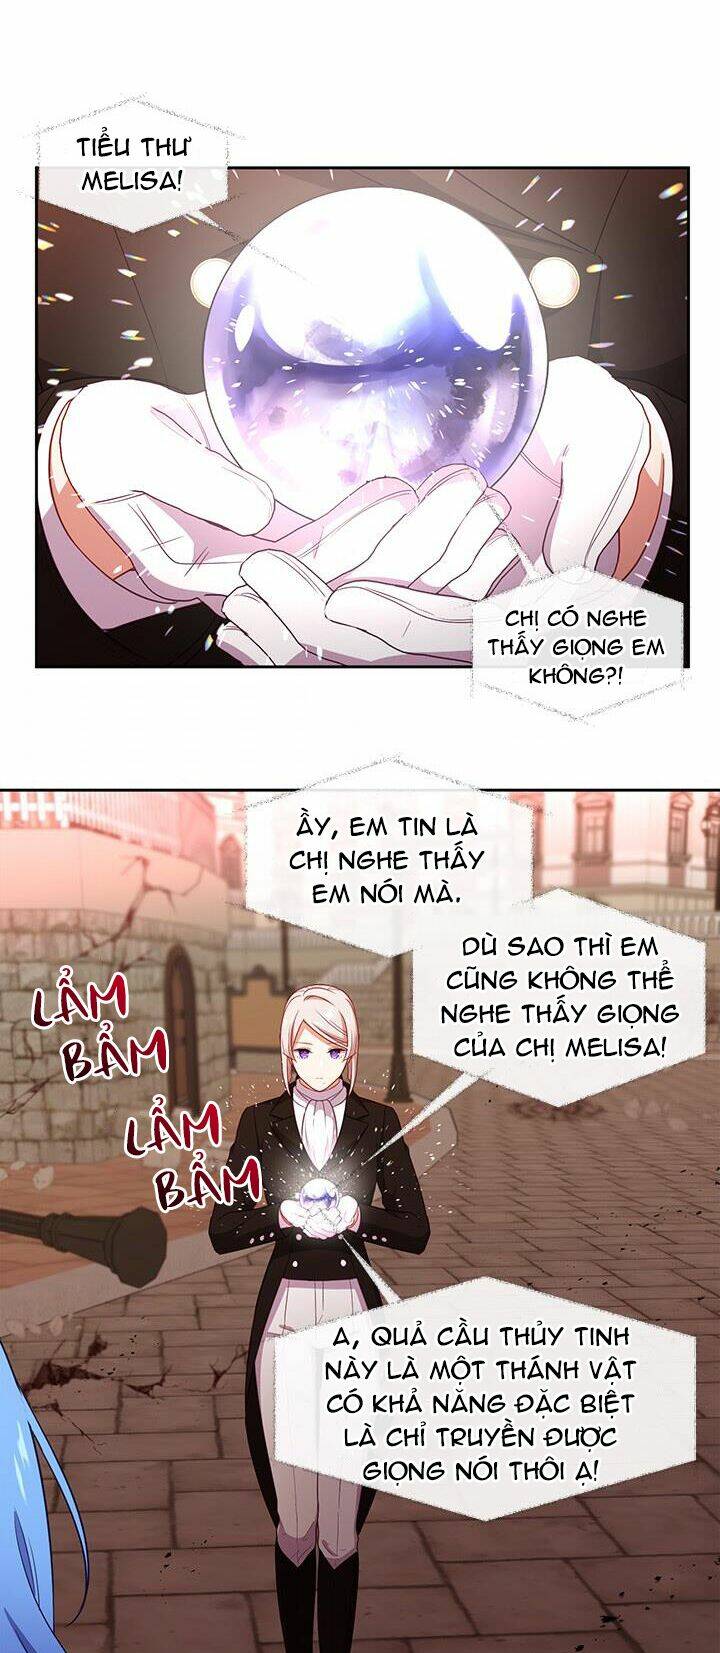 TIỂU THƯ
MELISA!
CHỊ CÓ NGHE
THẤY GIỌNG EM
KHÔNG?!
ẦY, EM TIN LÀ
CHỊ NGHE THẤY
EM NÓI MÀ.
DÙ SAO THÌ EM
CŨNG KHÔNG THỂ
NGHE THẤY GIỌNG
CỦA CHỊ MELISA!
LẨM
BẨM
LẨM
BẨM
A, QUẢ CẦU THỦY TINH
NÀY LÀ MỘT THÁNH VẬT
CÓ KHẢ NĂNG ĐẶC BIỆT
LÀ CHỈ TRUYỀN ĐƯỢC
GIỌNG NÓI THÔI Ạ!